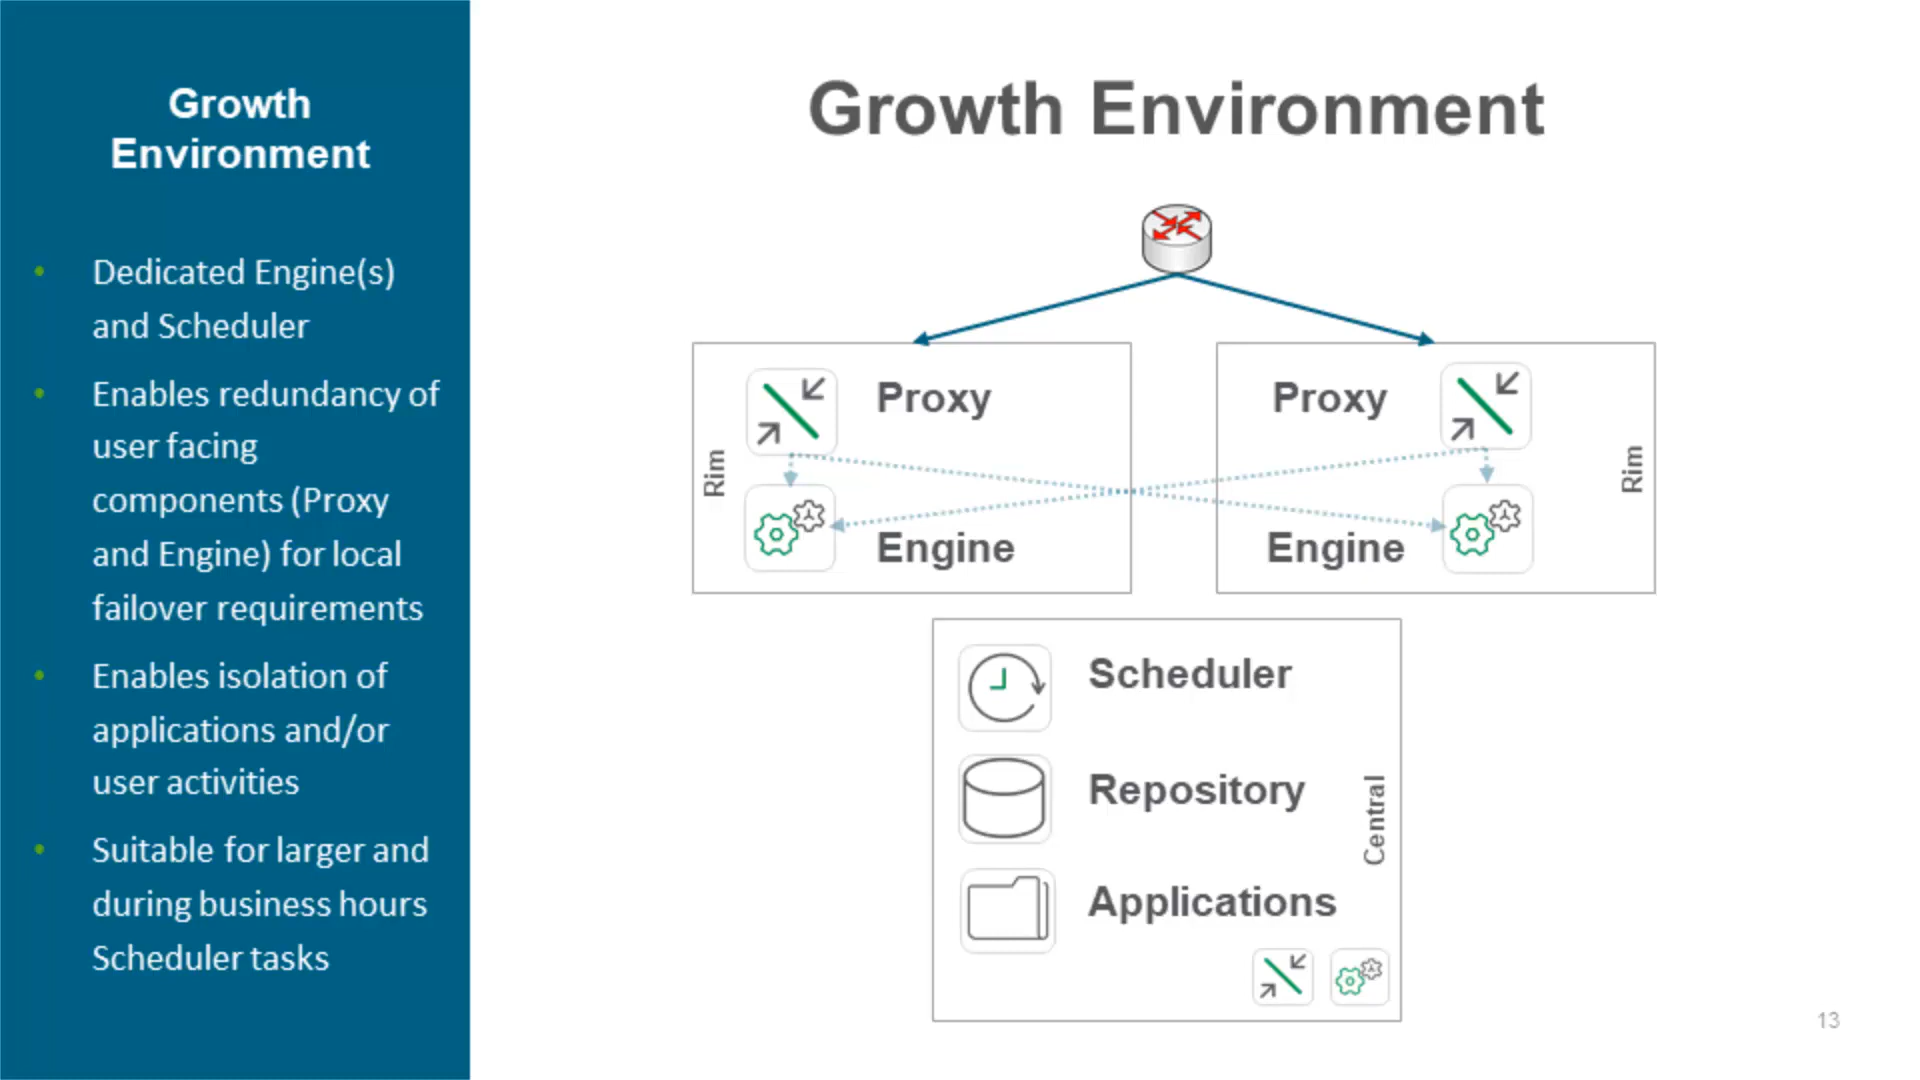 Growth
Environment
• Dedicated Engine(s)
and Scheduler
• Enables redundancy of
user facing
components (Proxy
and Engine) for local
failover requirements
• Enables isolation of
applications and/or
user activities
• Suitable for larger and
during business hours
Scheduler tasks
Growth Environment
Proxy
Rim
Engine
Proxy
Rim
Engine
Scheduler
Repository
Central
Applications
13